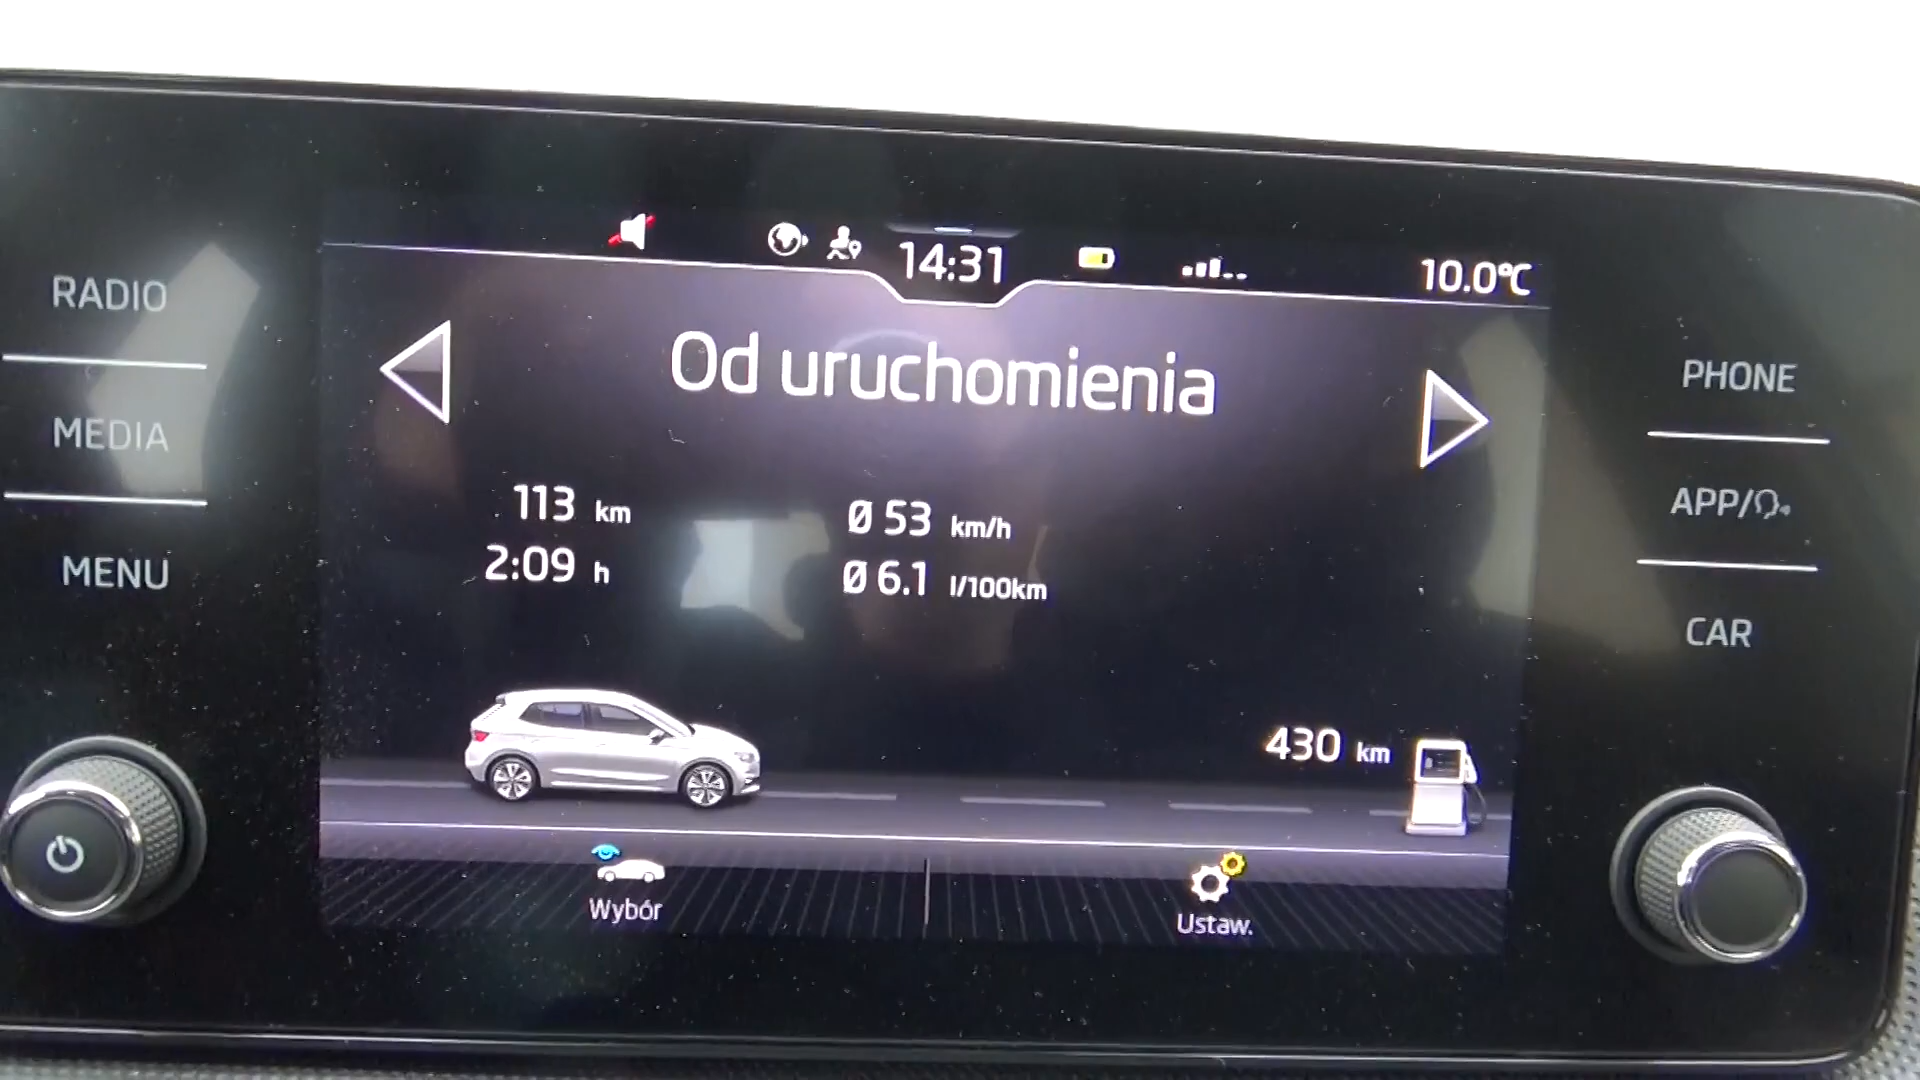 14:31
10.0°C
RADIO
MEDIA
MENU
Od uruchomienia
113 km
Ø 53 km/h
2:09 h
Ø 6.1 l/100km
430 km
Wybór
Ustaw.
PHONE
APP/
CAR